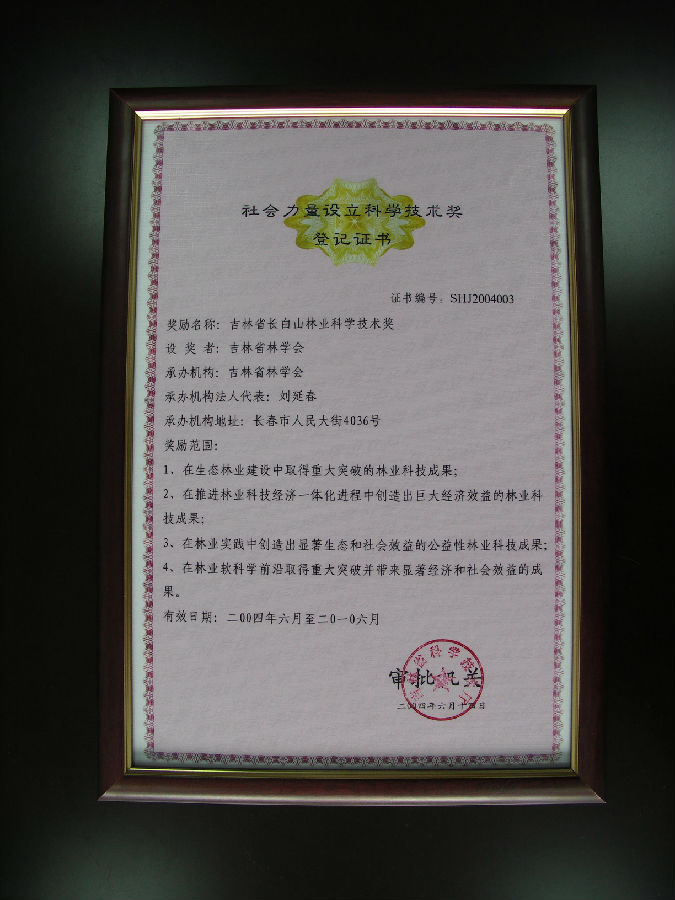 社会力量设立科学技术奖
登记证书
证书编号：SHJ2004003
奖励名称：吉林省长白山林业科学技术奖
设 奖 者：吉林省林学会
承办机构：吉林省林学会
承办机构法人代表：刘延春
承办机构地址：长春市人民大街4036号
奖励范围：
1、在生态林业建设中取得重大突破的林业科技成果；
2、在推进林业科技经济一体化进程中创造出巨大经济效益的林业科
技成果；
3、在林业实践中创造出显著生态和社会效益的公益性林业科技成果；
4、在林业软科学前沿取得重大突破并带来显著经济和社会效益的成
果。
有效日期：二00四年六月至二0一0六月
吉林省科学技术厅
审批机关
二00四年六月十四日